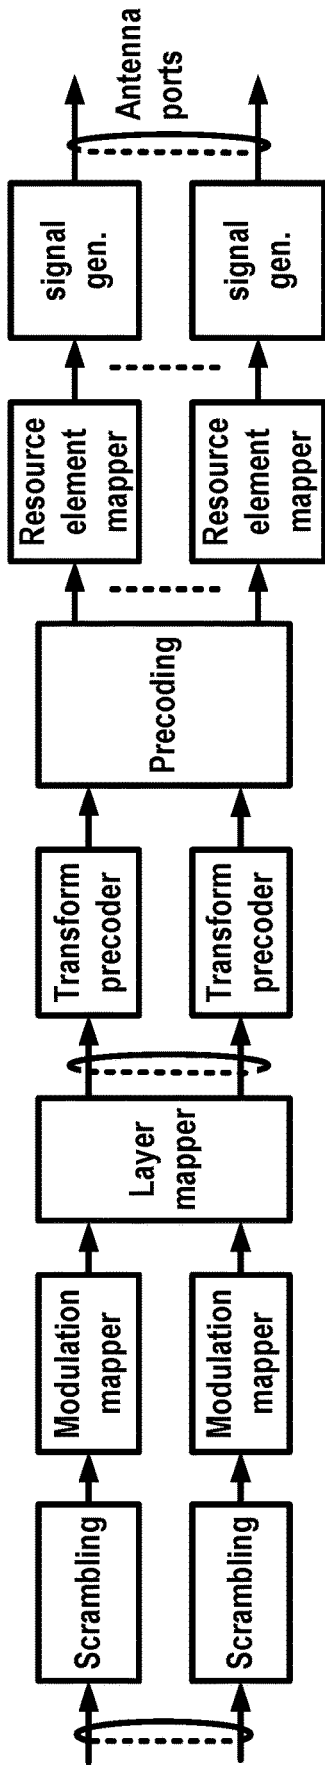 Scrambling
Modulation
mapper
Layer
mapper
Transform
precoder
Precoding
Resource
element
mapper
signal
gen.
Antenna
ports
Scrambling
Modulation
mapper
Transform
precoder
Resource
element
mapper
signal
gen.